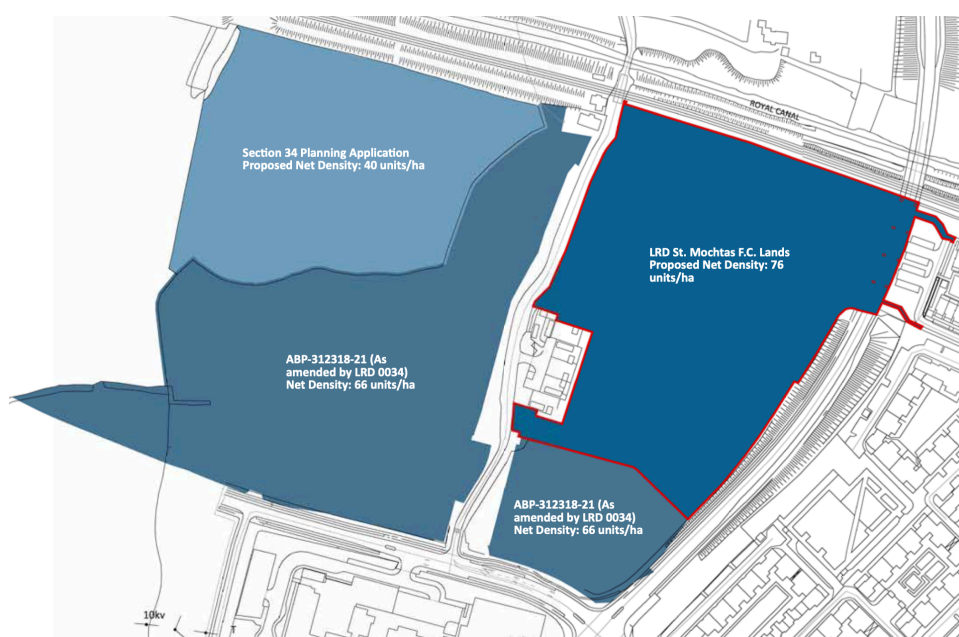 ROYAL CANAL
Section 34 Planning Application
Proposed Net Density: 40 units/ha
LRD St. Mochtas F.C. Lands
Proposed Net Density: 76
units/ha
ABP-312318-21 (As
amended by LRD 0034)
Net Density: 66 units/ha
ABP-312318-21 (As
amended by LRD 0034)
Net Density: 66 units/ha
10kv
T